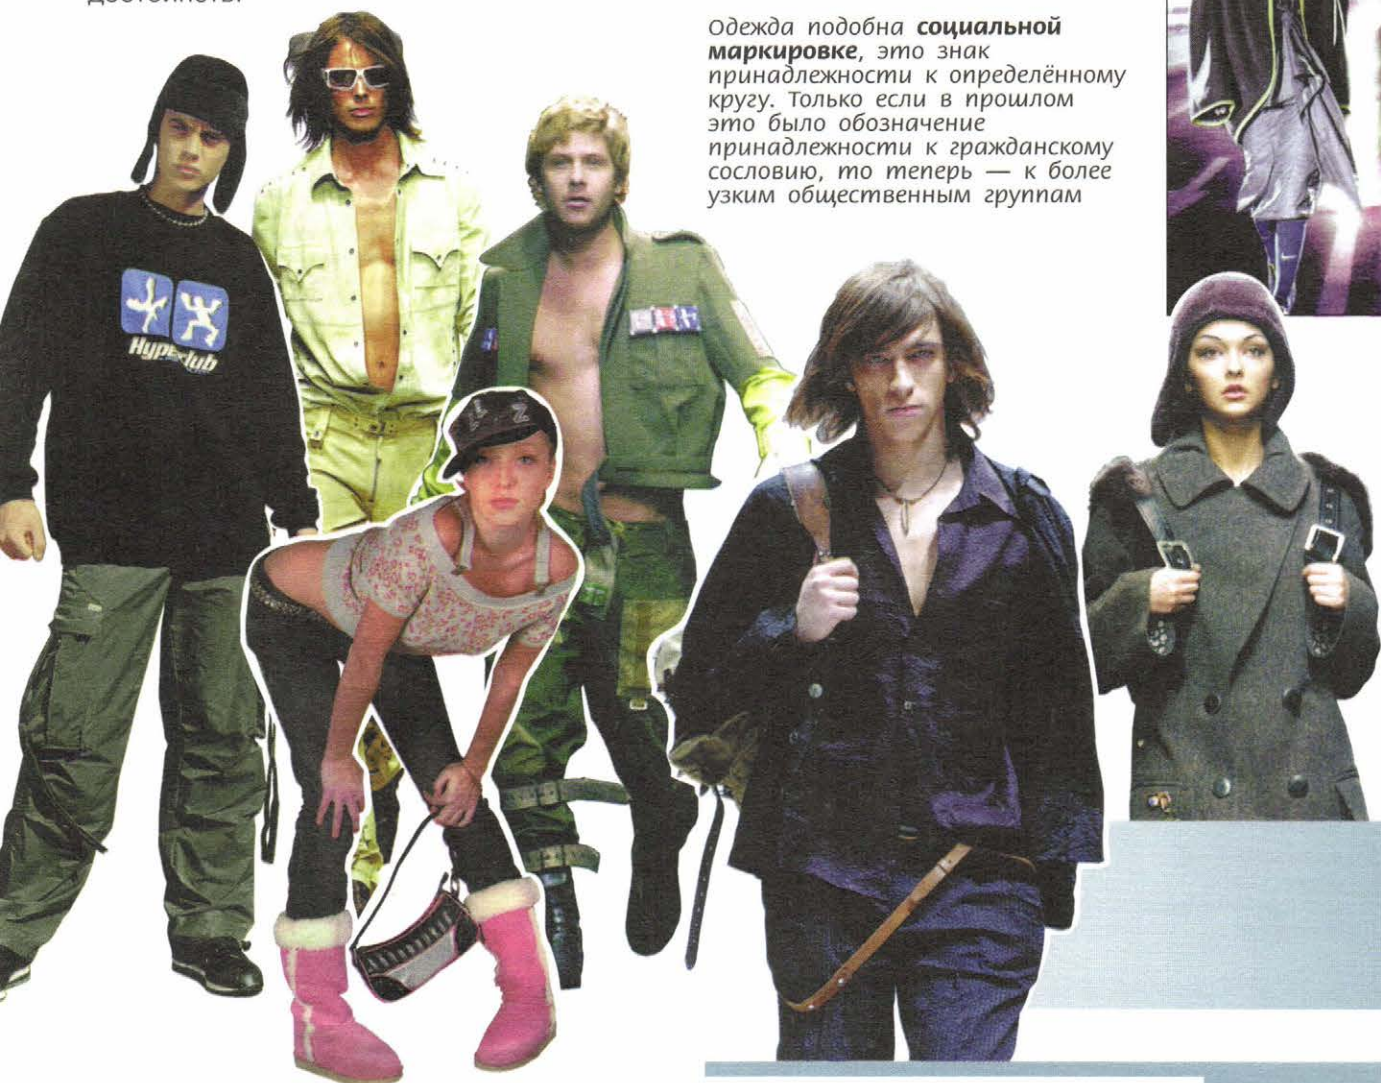 Одежда подобна социальной
маркировке, это знак
принадлежности к определённому
кругу. Только если в прошлом
это было обозначение
принадлежности к гражданскому
сословию, то теперь — к более
узким общественным группам
Hyperclub